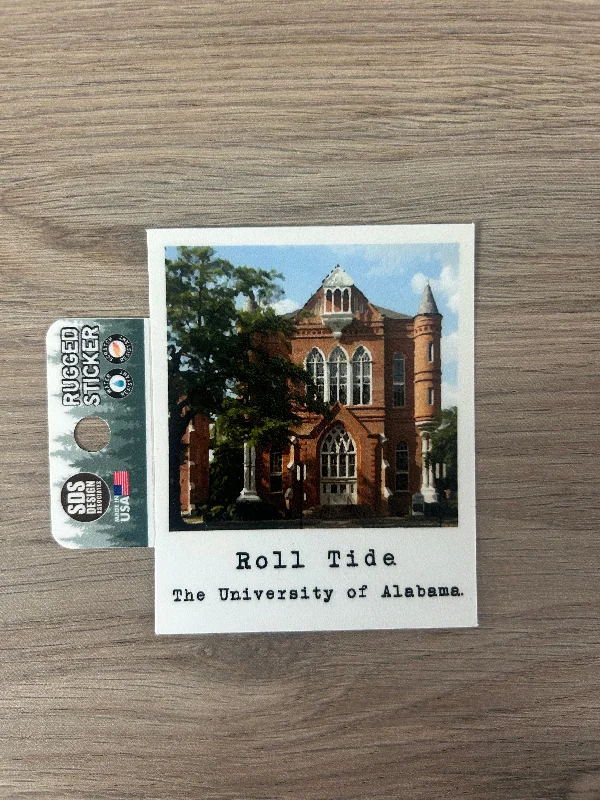 RUGGED
STICKER
SDS
DESIGN
ASSOCIATES
MADE IN
USA
Roll Tide
The University of Alabama.